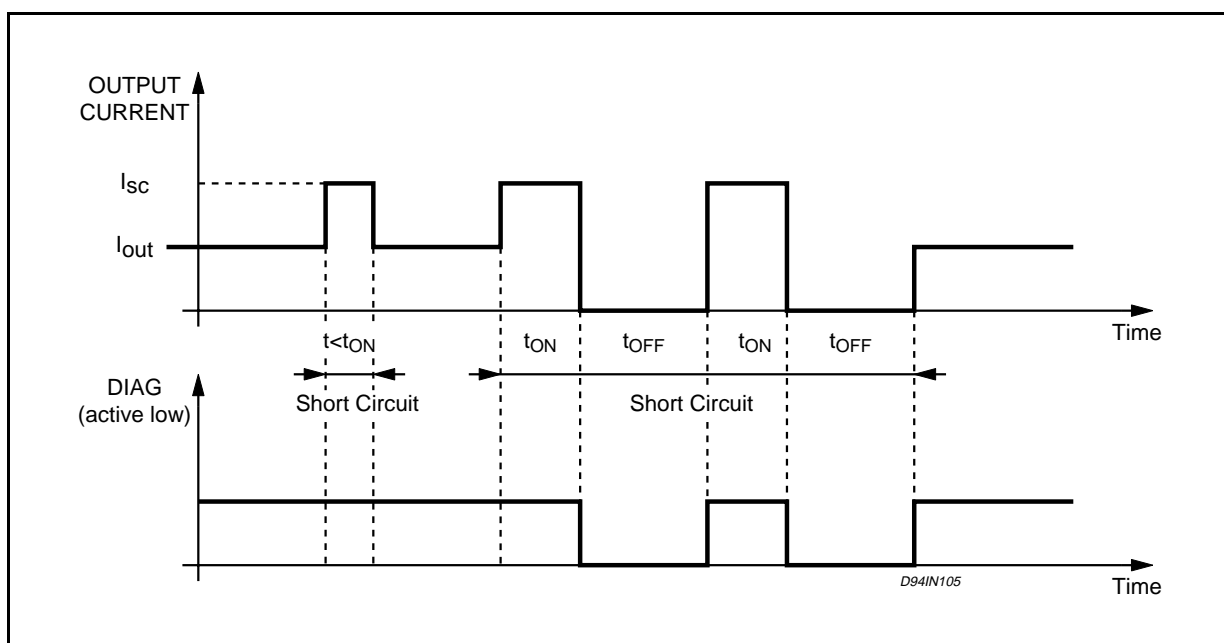 OUTPUT
CURRENT
Isc
Iout
Time
t<tON
tON
tOFF
tON
tOFF
DIAG
(active low)
Short Circuit
Short Circuit
D94IN105
Time